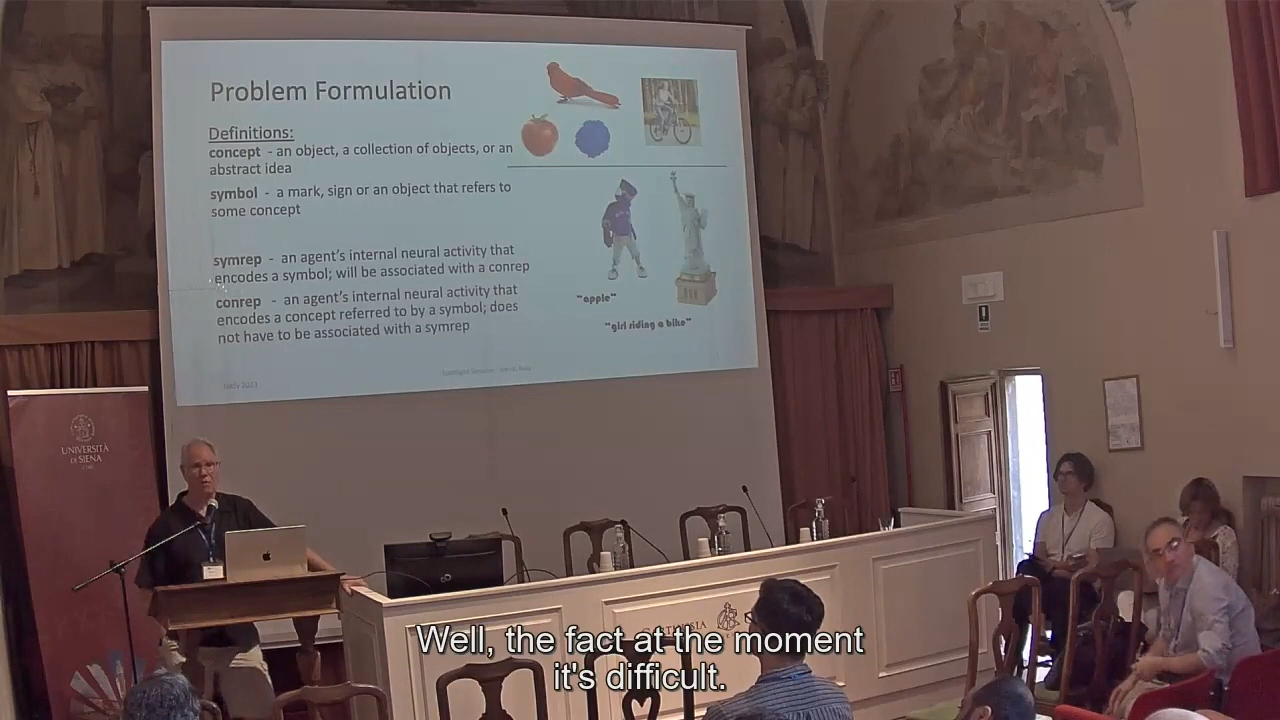 Problem Formulation
Definitions:
concept - an object, a collection of objects, or an
abstract idea
symbol - a mark, sign or an object that refers to
some concept
symrep - an agent's internal neural activity that
encodes a symbol; will be associated with a conrep
conrep - an agent's internal neural activity that
encodes a concept referred to by a symbol; does
not have to be associated with a symrep
"apple"
"girl riding a bike"
UNIVERSITÀ
DI SIENA
Well, the fact at the moment
it's difficult.